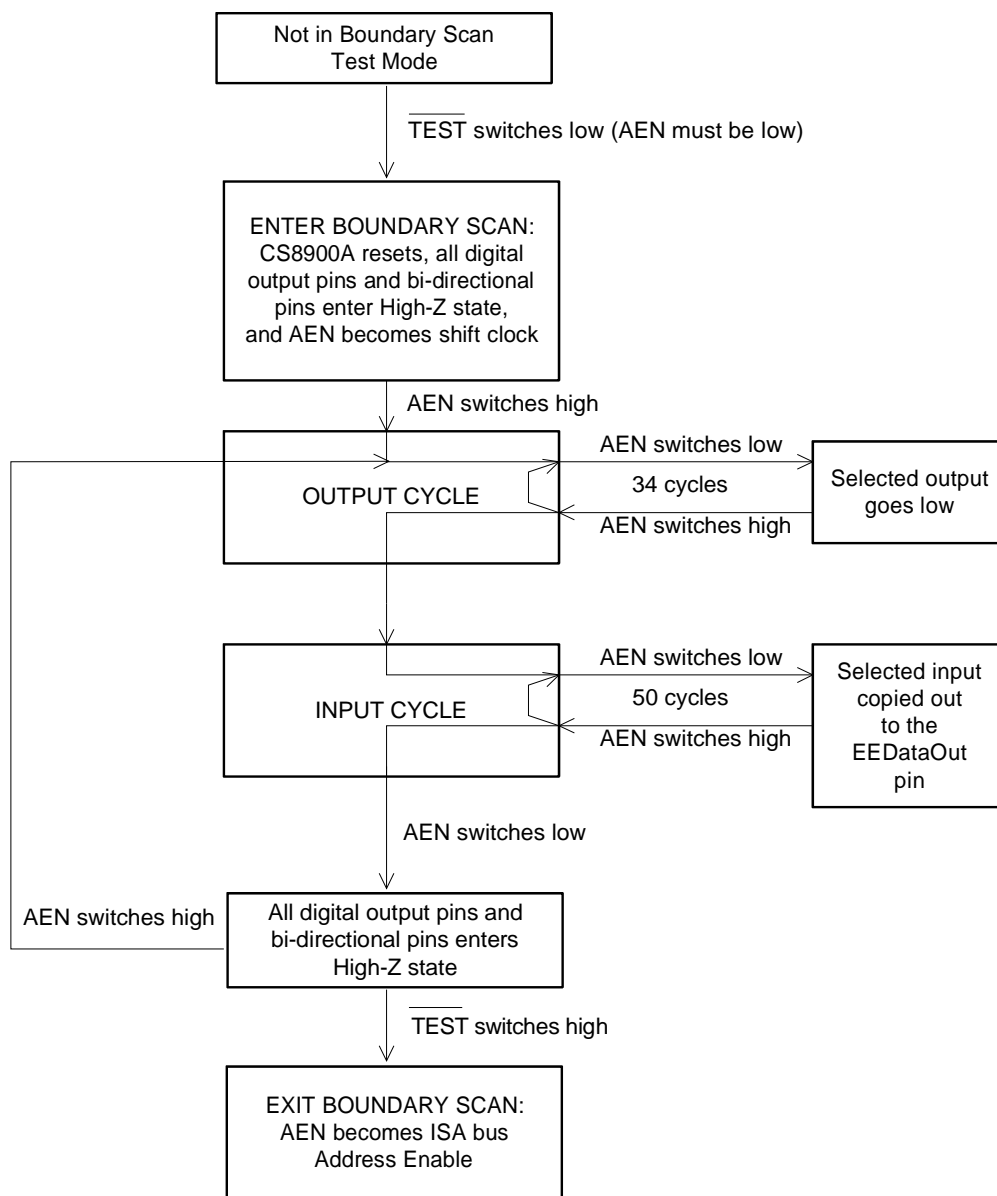 Not in Boundary Scan
Test Mode
TEST switches low (AEN must be low)
ENTER BOUNDARY SCAN:
CS8900A resets, all digital
output pins and bi-directional
pins enter High-Z state,
and AEN becomes shift clock
AEN switches high
OUTPUT CYCLE
AEN switches low
34 cycles
AEN switches high
Selected output
goes low
INPUT CYCLE
AEN switches low
50 cycles
AEN switches high
Selected input
copied out
to the
EEDataOut
pin
AEN switches low
AEN switches high
All digital output pins and
bi-directional pins enters
High-Z state
TEST switches high
EXIT BOUNDARY SCAN:
AEN becomes ISA bus
Address Enable